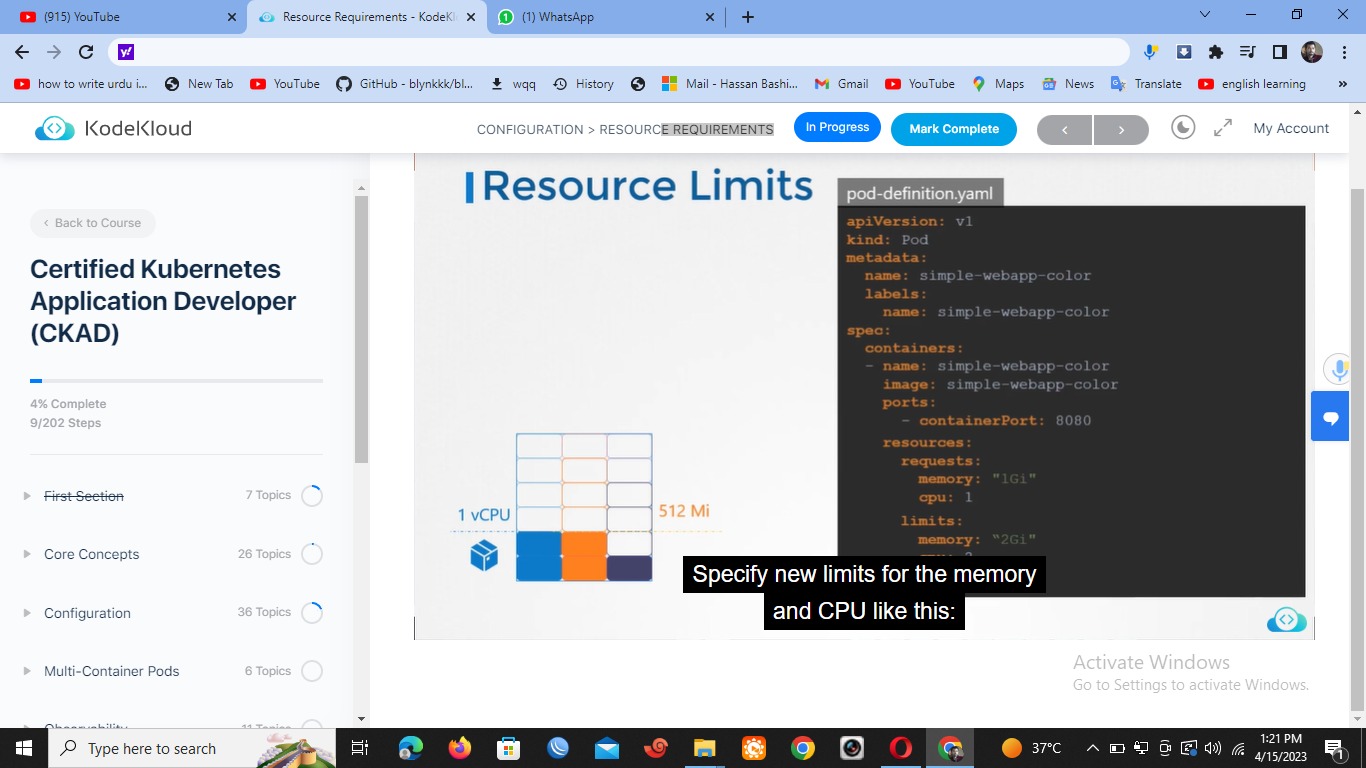 (915) YouTube
Resource Requirements - KodeKl
(1) WhatsApp
y!
how to write urdu i...
New Tab
YouTube
GitHub - blynkkk/bl...
wqq
History
Mail - Hassan Bashi...
Gmail
YouTube
Maps
News
Translate
english learning
»
KodeKloud
CONFIGURATION > RESOURCE REQUIREMENTS
In Progress
Mark Complete
My Account
Back to Course
Certified Kubernetes
Application Developer
(CKAD)
4% Complete
9/202 Steps
First Section 7 Topics
Core Concepts 26 Topics
Configuration 36 Topics
Multi-Container Pods 6 Topics
Observability 11 Topics
Resource Limits
1 vCPU
512 Mi
pod-definition.yaml
apiVersion: v1
kind: Pod
metadata:
name: simple-webapp-color
labels:
name: simple-webapp-color
spec:
containers:
- name: simple-webapp-color
image: simple-webapp-color
ports:
- containerPort: 8080
resources:
requests:
memory: "1Gi"
cpu: 1
limits:
memory: "2Gi"
Specify new limits for the memory
and CPU like this:
Activate Windows
Go to Settings to activate Windows.
Type here to search
37°C
1:21 PM
4/15/2023
1